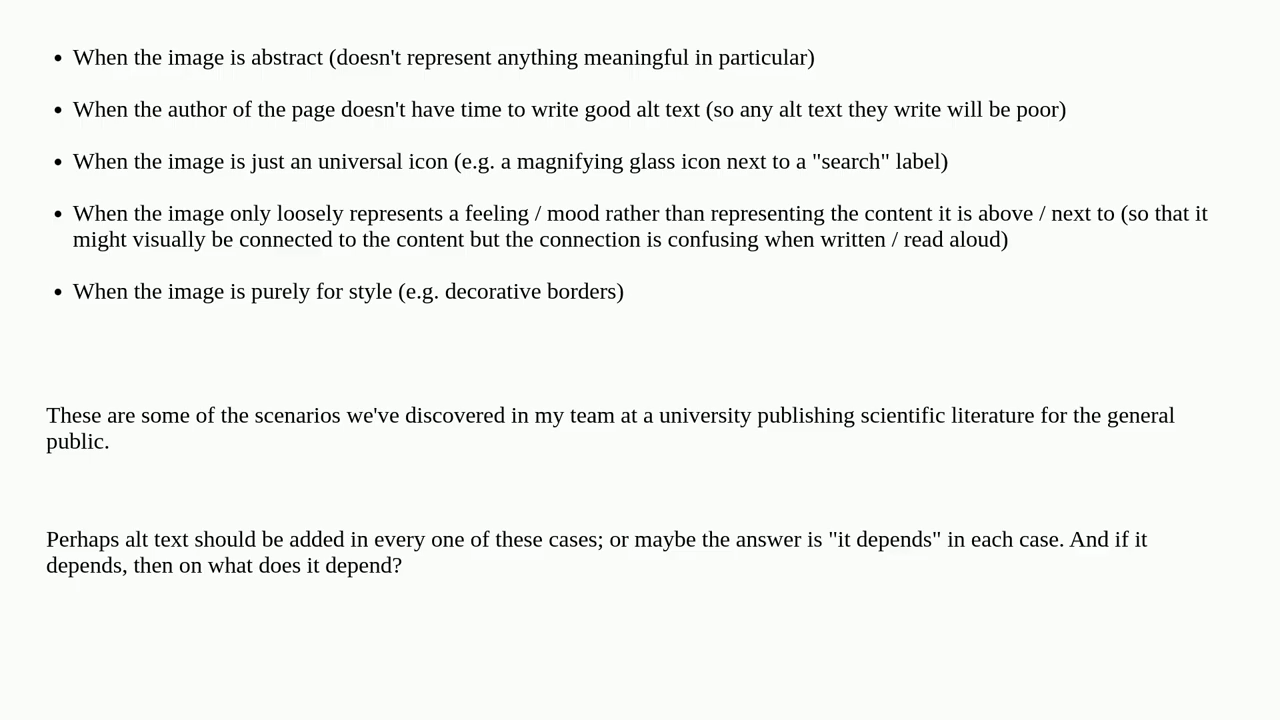 • When the image is abstract (doesn't represent anything meaningful in particular)
• When the author of the page doesn't have time to write good alt text (so any alt text they write will be poor)
• When the image is just an universal icon (e.g. a magnifying glass icon next to a "search" label)
• When the image only loosely represents a feeling / mood rather than representing the content it is above / next to (so that it
might visually be connected to the content but the connection is confusing when written / read aloud)
• When the image is purely for style (e.g. decorative borders)
These are some of the scenarios we've discovered in my team at a university publishing scientific literature for the general
public.
Perhaps alt text should be added in every one of these cases; or maybe the answer is "it depends" in each case. And if it
depends, then on what does it depend?